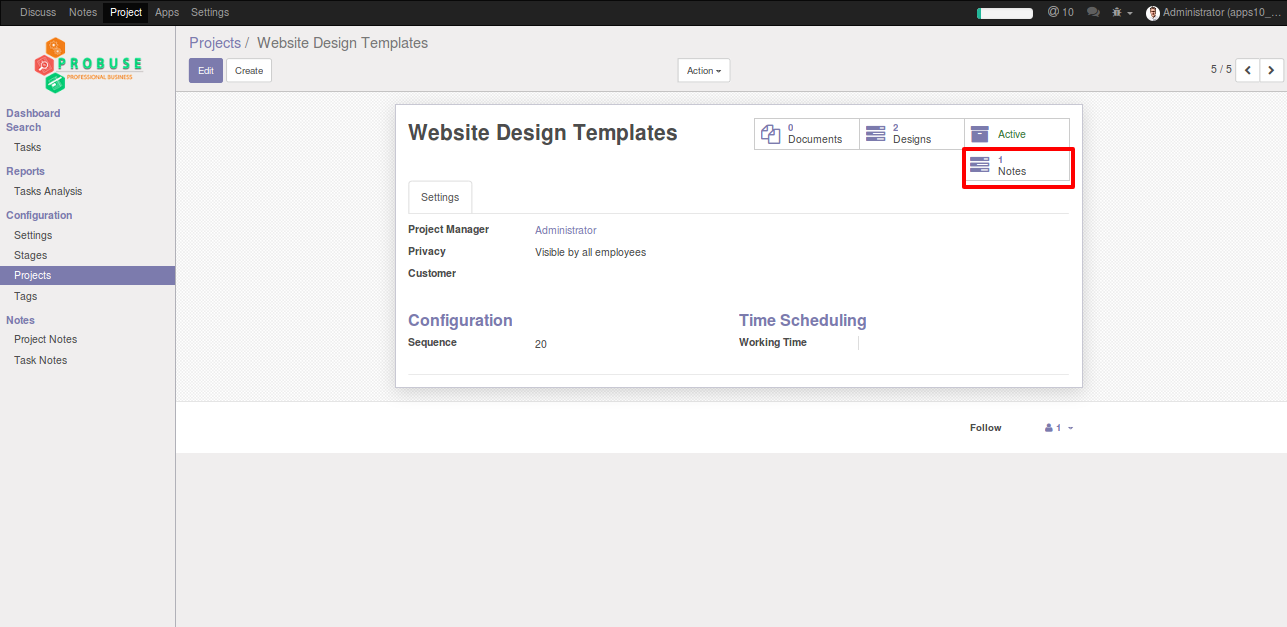 Discuss Notes Project Apps Settings @ 10 Administrator (apps10_...
PROBUSE
PROFESSIONAL BUSINESS
Dashboard
Search
Tasks
Reports
Tasks Analysis
Configuration
Settings
Stages
Projects
Tags
Notes
Project Notes
Task Notes
Projects / Website Design Templates
Edit Create Action 5 / 5
Website Design Templates
0 Documents
2 Designs
Active
1 Notes
Settings
Project Manager Administrator
Privacy Visible by all employees
Customer
Configuration
Sequence 20
Time Scheduling
Working Time
Follow 1